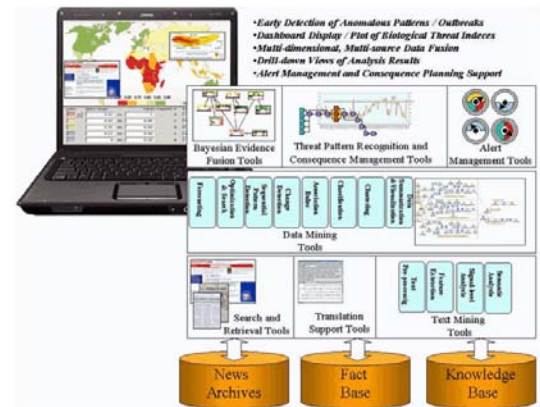 •Early Detection of Anomalous Patterns / Outbreaks
•Dashboard Display / Plot of Biological Threat Indeces
•Multi-dimensional, Multi-source Data Fusion
•Drill-down Views of Analysis Results
•Alert Management and Consequence Planning Support
Bayesian Evidence
Fusion Tools
Threat Pattern Recognition
and Consequence Management Tools
Alert
Management Tools
Forecasting
Optimization
& Search
Sequential
Pattern
Detection
Change
Detection
Association
Rules
Classification
Clustering
Data
Summarization
& Visualization
Data Mining
Tools
Search and
Retrieval Tools
Translation
Support Tools
Text
Pre-processing
Feature
Extraction
Signal level
Analysis
Semantic
Analysis
Text Mining
Tools
News
Archives
Fact
Base
Knowledge
Base